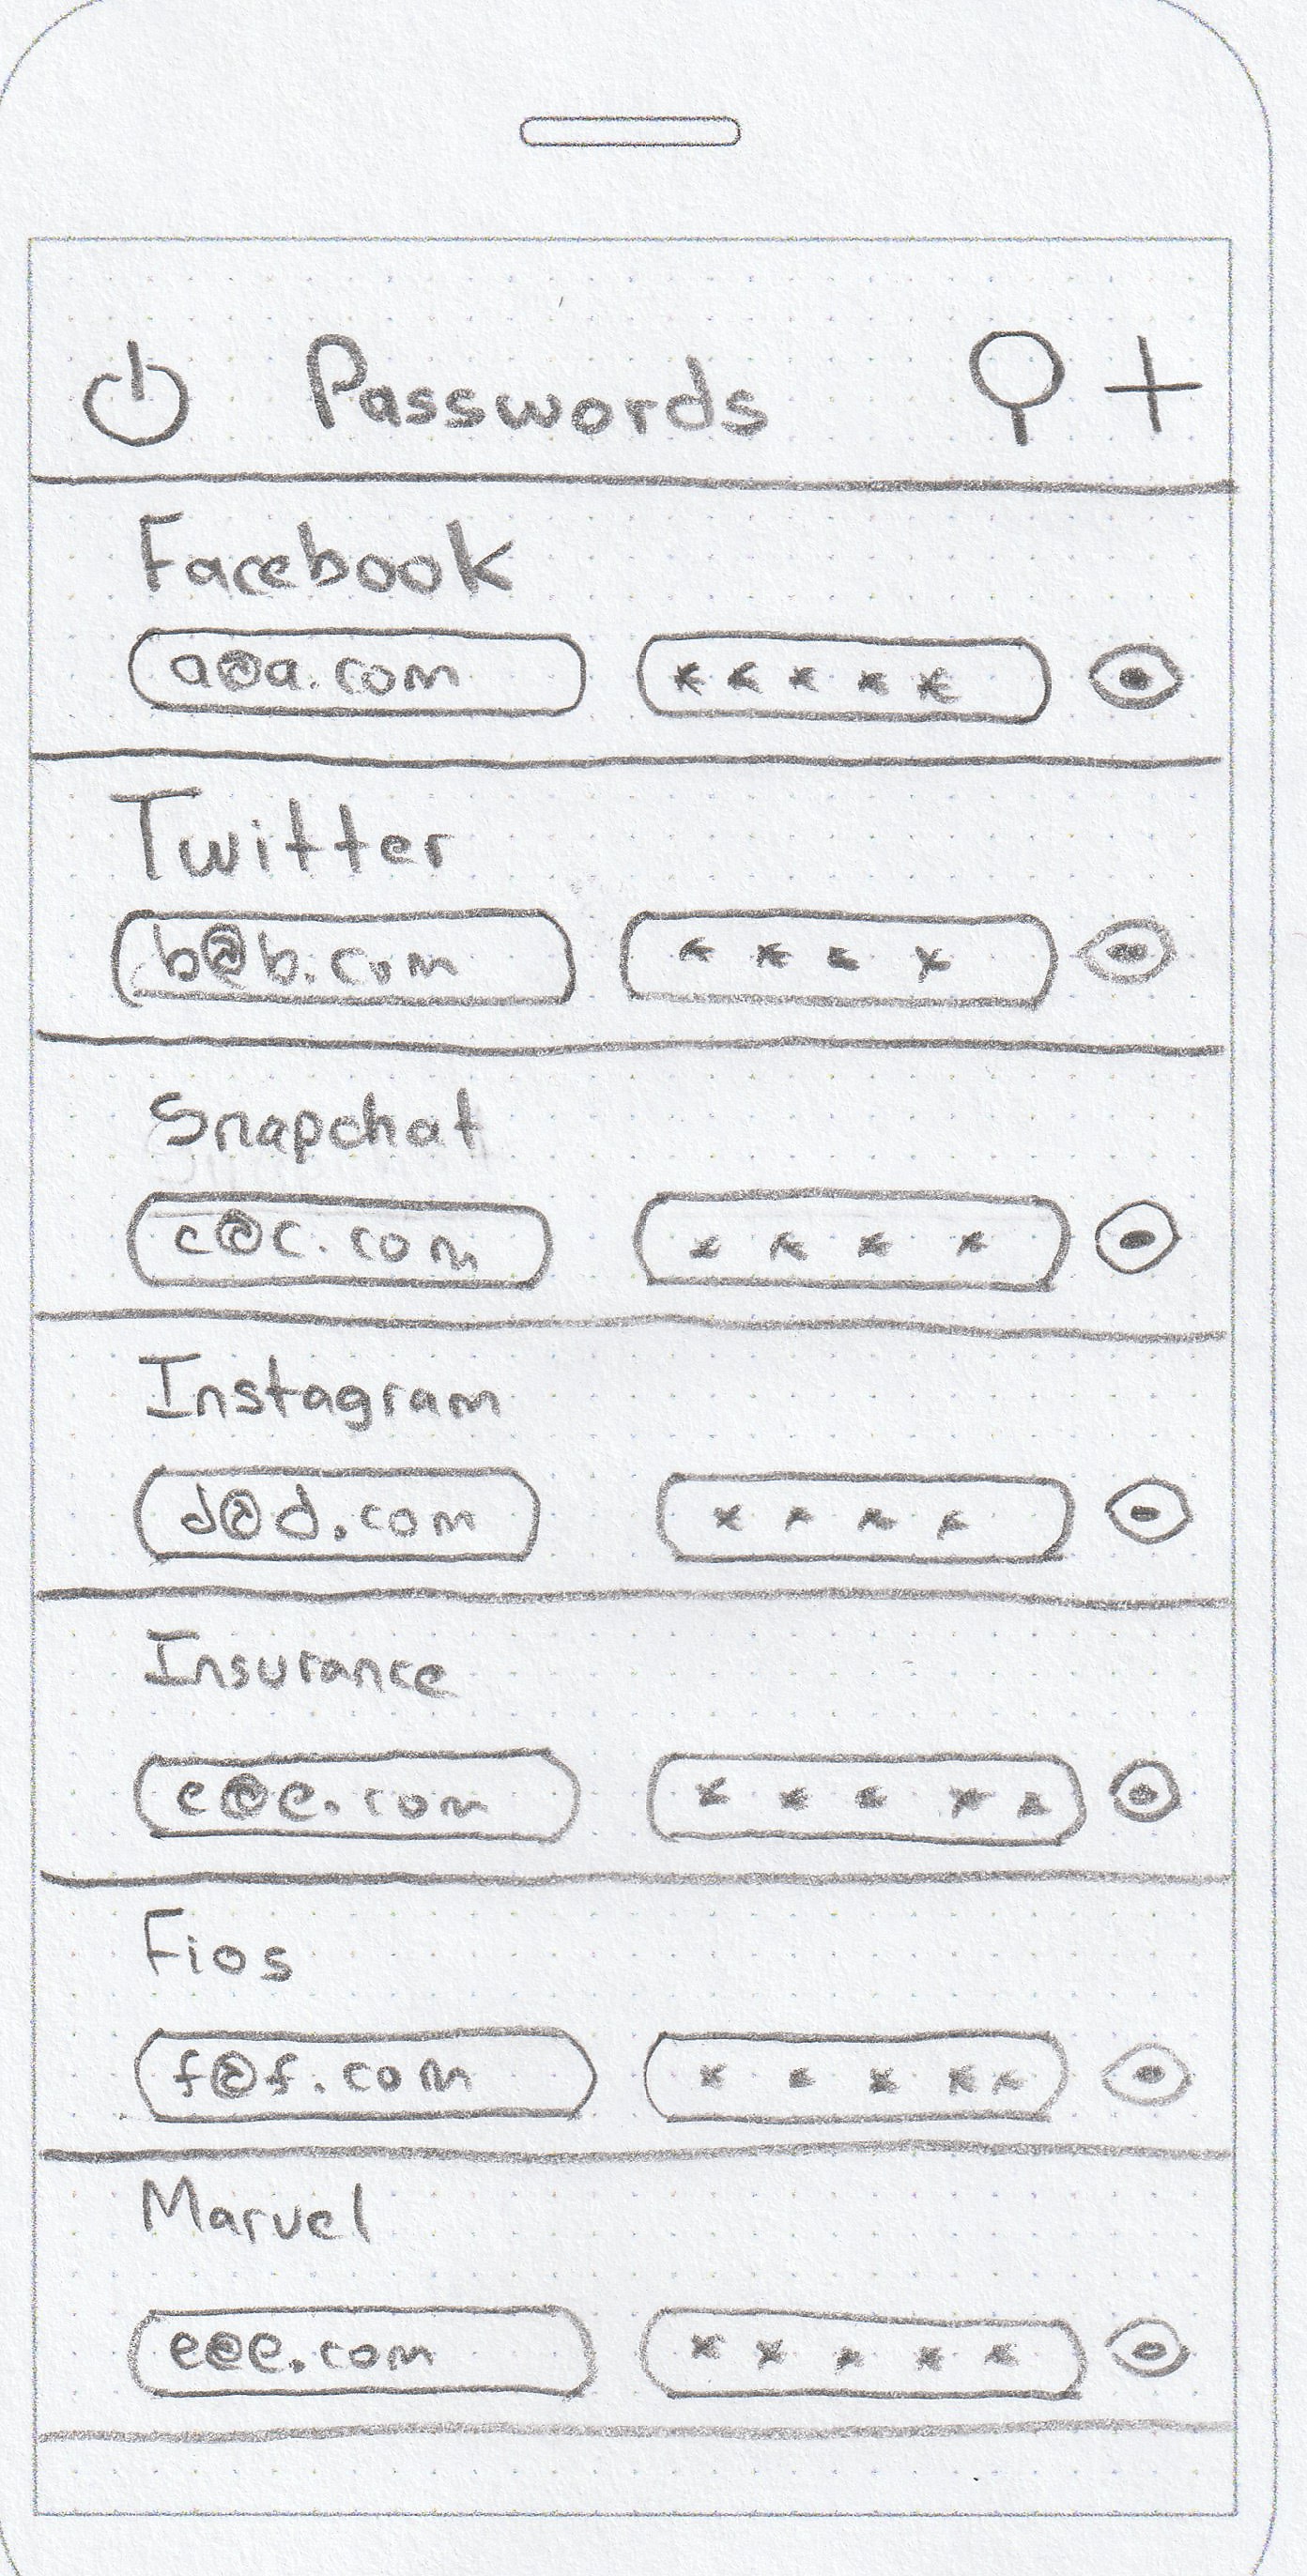 Passwords
Facebook
a@a.com * * * * *
Twitter
b@b.com * * * *
Snapchat
c@c.com * * * *
Instagram
d@d.com * * * *
Insurance
e@e.com * * * * *
Fios
f@f.com * * * * *
Marvel
e@e.com * * * * *